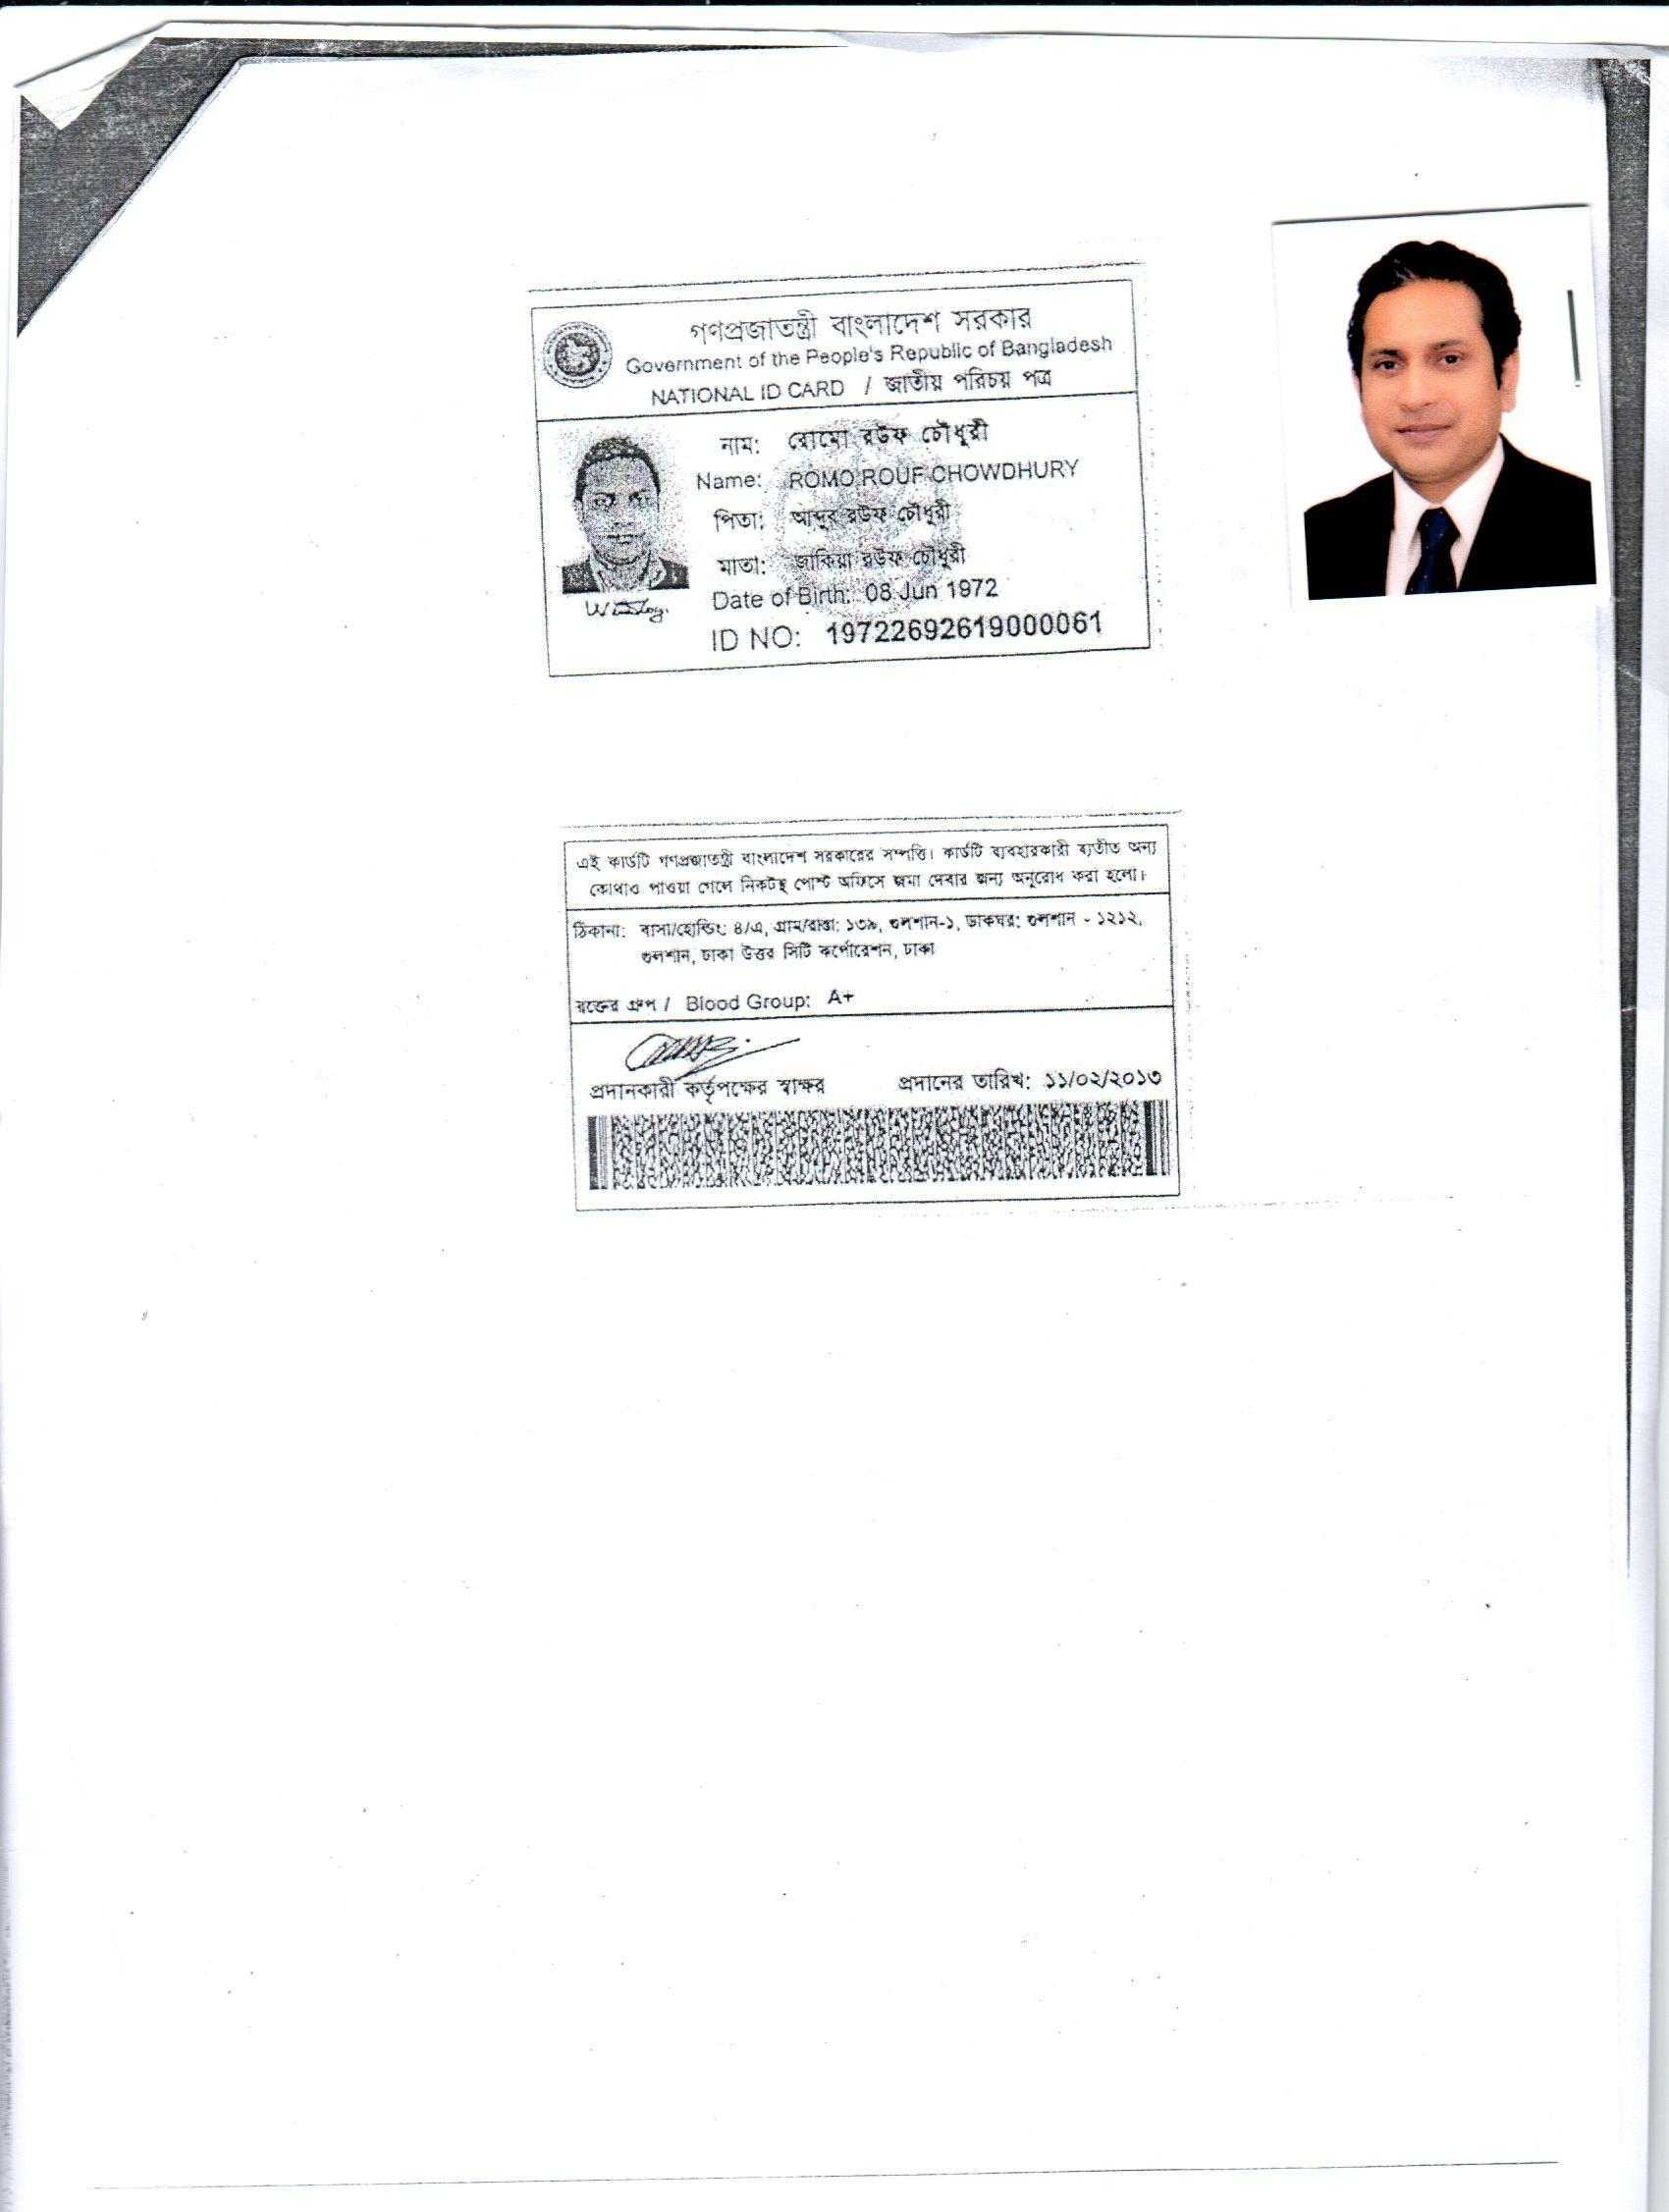 গণপ্রজাতন্ত্রী বাংলাদেশ সরকার
Government of the People's Republic of Bangladesh
NATIONAL ID CARD / জাতীয় পরিচয় পত্র
নাম: রোমো রউফ চৌধুরী
Name: ROMO ROUF CHOWDHURY
পিতা: আব্দুর রউফ চৌধুরী
মাতা: জাকিয়া রউফ চৌধুরী
Date of Birth: 08 Jun 1972
ID NO: 19722692619000061
এই কার্ডটি গণপ্রজাতন্ত্রী বাংলাদেশ সরকারের সম্পত্তি। কার্ডটি ব্যবহারকারী ব্যতীত অন্য
কোথাও পাওয়া গেলে নিকটস্থ পোস্ট অফিসে জমা দেবার জন্য অনুরোধ করা হলো।
ঠিকানা: বাসা/হোল্ডিং: ৪/এ, গ্রাম/রাস্তা: ১৩৯, গুলশান-১, ডাকঘর: গুলশান - ১২১২,
গুলশান, ঢাকা উত্তর সিটি কর্পোরেশন, ঢাকা
রক্তের গ্রুপ / Blood Group: A+
প্রদানকারী কর্তৃপক্ষের স্বাক্ষর প্রদানের তারিখ: ১১/০২/২০১৩